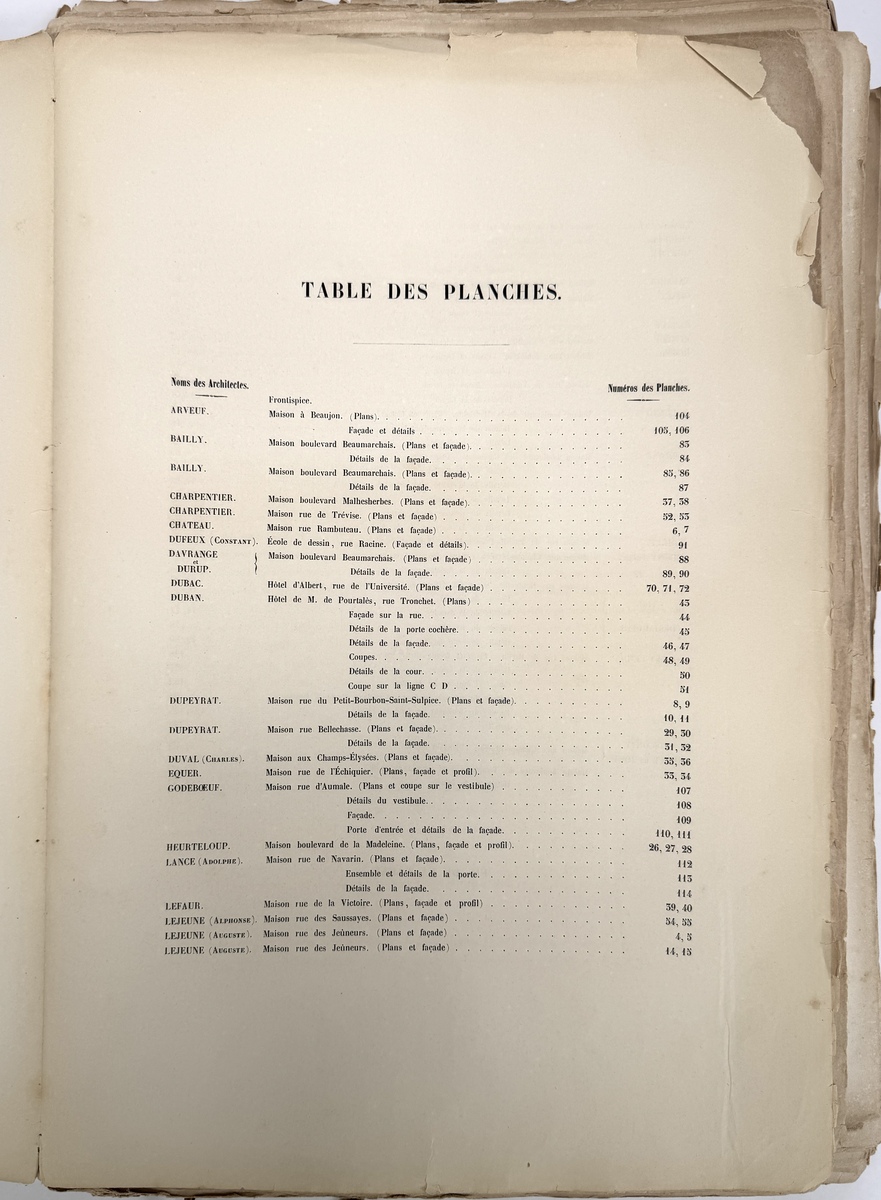 TABLE DES PLANCHES.
Noms des Architectes. Numéros des Planches.
Frontispice.
ARVEUF. Maison à Beaujon. (Plans). 104
Façade et détails 105, 106
BAILLY. Maison boulevard Beaumarchais. (Plans et façade). 83
Détails de la façade. 84
BAILLY. Maison boulevard Beaumarchais. (Plans et façade). 85, 86
Détails de la façade. 87
CHARPENTIER. Maison boulevard Malhesherbes. (Plans et façade). 37, 38
CHARPENTIER. Maison rue de Trévise. (Plans et façade) 52, 53
CHATEAU. Maison rue Rambuteau. (Plans et façade) 6, 7
DUFEUX (Constant). École de dessin, rue Racine. (Façade et détails). 91
DAVRANGE et DURUP. Maison boulevard Beaumarchais. (Plans et façade) 88
Détails de la façade. 89, 90
DUBAC. Hôtel d'Albert, rue de l'Université. (Plans et façade) 70, 71, 72
DUBAN. Hôtel de M. de Pourtalès, rue Tronchet. (Plans) 43
Façade sur la rue. 44
Détails de la porte cochère. 45
Détails de la façade. 46, 47
Coupes. 48, 49
Détails de la cour. 50
Coupe sur la ligne C D 51
DUPEYRAT. Maison rue du Petit-Bourbon-Saint-Sulpice. (Plans et façade). 8, 9
Détails de la façade. 10, 11
DUPEYRAT. Maison rue Bellechasse. (Plans et façade). 29, 30
Détails de la façade. 31, 32
DUVAL (Charles). Maison aux Champs-Élysées. (Plans et façade). 35, 36
EQUER. Maison rue de l'Échiquier. (Plans, façade et profil). 33, 34
GODEBŒUF. Maison rue d'Aumale. (Plans et coupe sur le vestibule) 107
Détails du vestibule. 108
Façade. 109
Porte d'entrée et détails de la façade. 110, 111
HEURTELOUP. Maison boulevard de la Madeleine. (Plans, façade et profil). 26, 27, 28
LANCE (Adolphe). Maison rue de Navarin. (Plans et façade). 112
Ensemble et détails de la porte. 113
Détails de la façade. 114
LEFAUR. Maison rue de la Victoire. (Plans, façade et profil) 39, 40
LEJEUNE (Alphonse). Maison rue des Saussayes. (Plans et façade) 54, 55
LEJEUNE (Auguste). Maison rue des Jeûneurs. (Plans et façade) 4, 5
LEJEUNE (Auguste). Maison rue des Jeûneurs. (Plans et façade) 14, 15